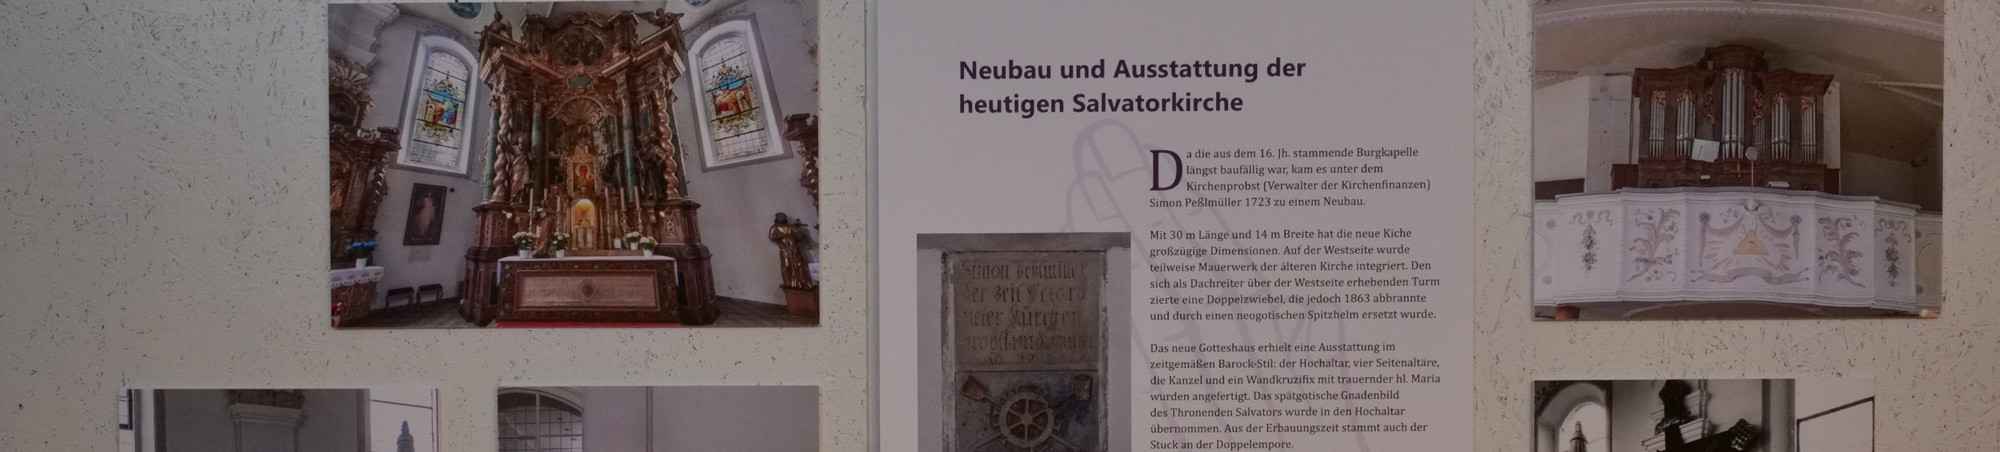 Neubau und Ausstattung der
heutigen Salvatorkirche
Da die aus dem 16. Jh. stammende Burgkapelle
längst baufällig war, kam es unter dem
Kirchenprobst (Verwalter der Kirchenfinanzen)
Simon Peßlmüller 1723 zu einem Neubau.
Mit 30 m Länge und 14 m Breite hat die neue Kiche
großzügige Dimensionen. Auf der Westseite wurde
teilweise Mauerwerk der älteren Kirche integriert. Den
sich als Dachreiter über der Westseite erhebenden Turm
zierte eine Doppelzwiebel, die jedoch 1863 abbrannte
und durch einen neogotischen Spitzhelm ersetzt wurde.
Das neue Gotteshaus erhielt eine Ausstattung im
zeitgemäßen Barock-Stil: der Hochaltar, vier Seitenaltäre,
die Kanzel und ein Wandkruzifix mit trauernder hl. Maria
wurden angefertigt. Das spätgotische Gnadenbild
des Thronenden Salvators wurde in den Hochaltar
übernommen. Aus der Erbauungszeit stammt auch der
Stuck an der Doppelempore.
Simon
der Zeit